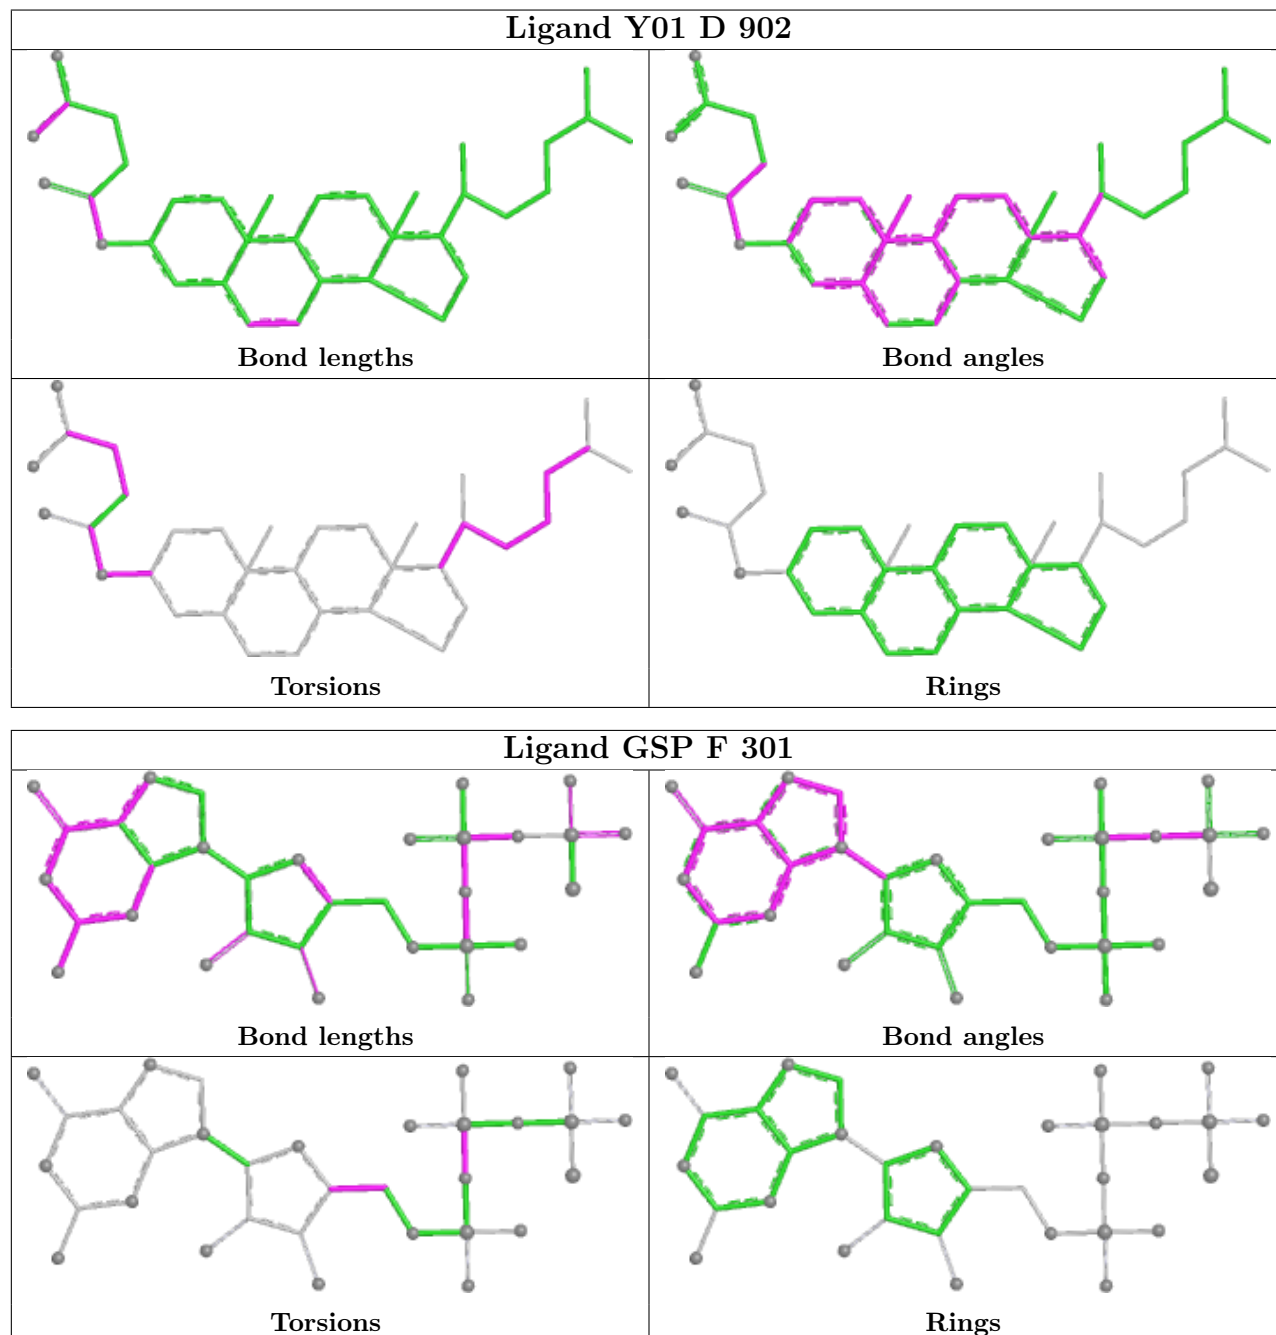 Ligand Y01 D 902
Bond lengths
Bond angles
Torsions
Rings
Ligand GSP F 301
Bond lengths
Bond angles
Torsions
Rings